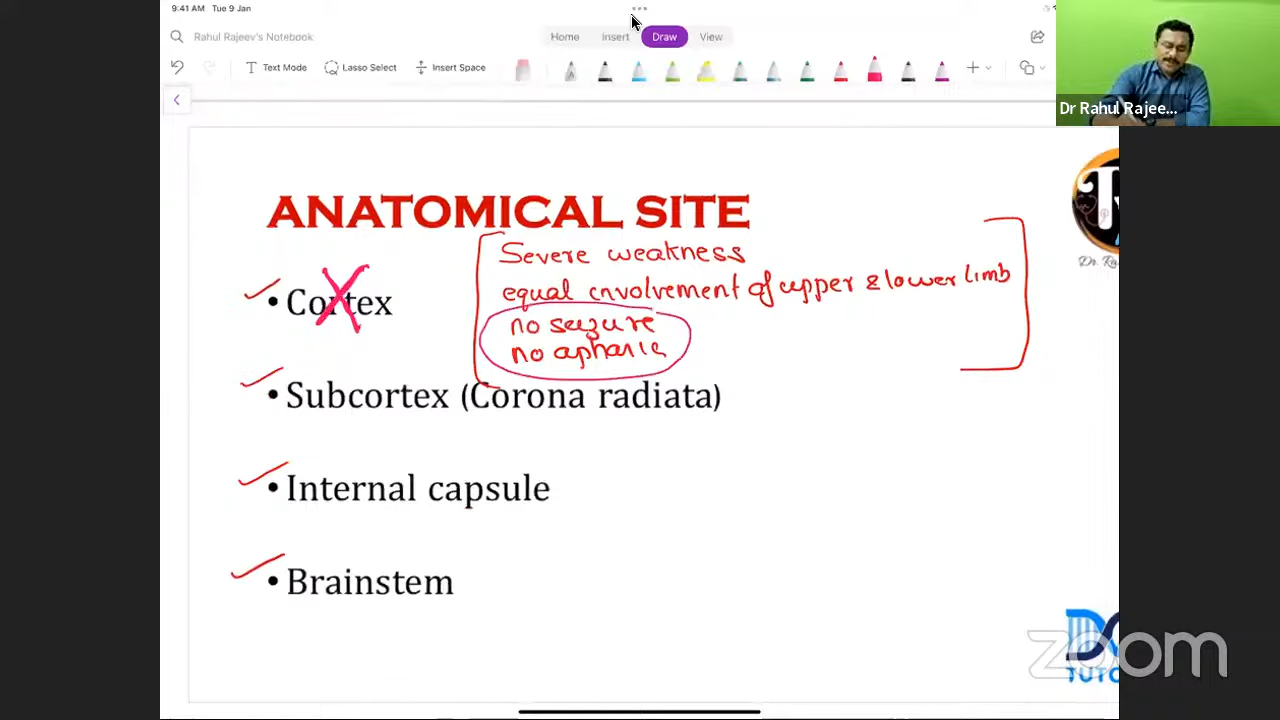 9:41 AM Tue 9 Jan
Rahul Rajeev's Notebook
Home Insert Draw View
Text Mode Lasso Select Insert Space
Dr Rahul Rajee...
ANATOMICAL SITE
Severe weakness
equal involvement of upper & lower limb
• Cortex
no seizure
no aphasia
• Subcortex (Corona radiata)
• Internal capsule
• Brainstem
zoom
TUTO